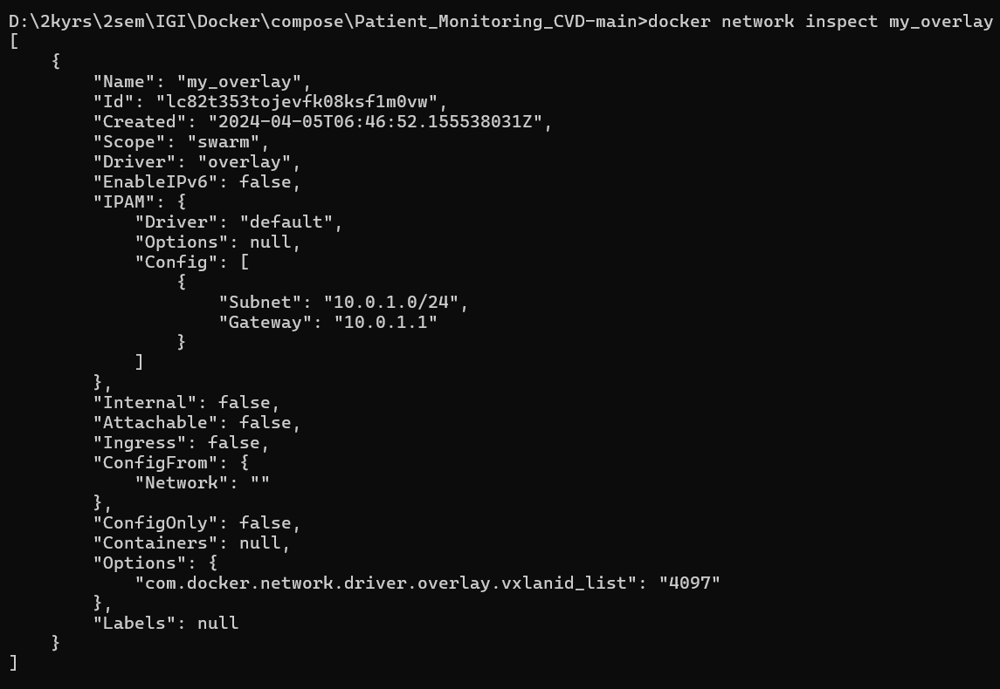 D:\2kyrs\2sem\IGI\Docker\compose\Patient_Monitoring_CVD-main>docker network inspect my_overlay
[
    {
        "Name": "my_overlay",
        "Id": "lc82t353tojevfk08ksf1m0vw",
        "Created": "2024-04-05T06:46:52.155538031Z",
        "Scope": "swarm",
        "Driver": "overlay",
        "EnableIPv6": false,
        "IPAM": {
            "Driver": "default",
            "Options": null,
            "Config": [
                {
                    "Subnet": "10.0.1.0/24",
                    "Gateway": "10.0.1.1"
                }
            ]
        },
        "Internal": false,
        "Attachable": false,
        "Ingress": false,
        "ConfigFrom": {
            "Network": ""
        },
        "ConfigOnly": false,
        "Containers": null,
        "Options": {
            "com.docker.network.driver.overlay.vxlanid_list": "4097"
        },
        "Labels": null
    }
]